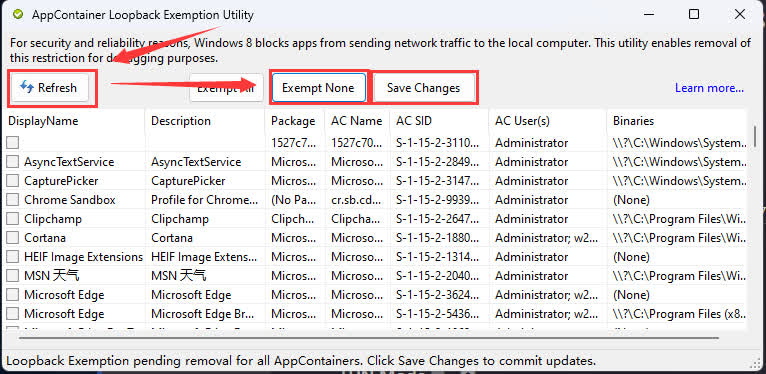 AppContainer Loopback Exemption Utility
For security and reliability reasons, Windows 8 blocks apps from sending network traffic to the local computer. This utility enables removal of
this restriction for debugging purposes.
Refresh Exempt All Exempt None Save Changes Learn more...
DisplayName Description Package AC Name AC SID AC User(s) Binaries
1527c7... 1527c70... S-1-15-2-3110... Administrator \\?\C:\Windows\System...
AsyncTextService AsyncTextService Micros... Microso... S-1-15-2-2849... Administrator \\?\C:\Windows\System...
CapturePicker CapturePicker Micros... Microso... S-1-15-2-3147... Administrator \\?\C:\Windows\System...
Chrome Sandbox Profile for Chrome... (No Pa... cr.sb.cd... S-1-15-2-9939... Administrator (None)
Clipchamp Clipchamp Clipch... Clipcha... S-1-15-2-2647... Administrator \\?\C:\Program Files\Wi...
Cortana Cortana Micros... Microso... S-1-15-2-1880... Administrator; w2... (None)
HEIF Image Extensions HEIF Image Extens... Micros... Microso... S-1-15-2-1314... Administrator (None)
MSN 天气 MSN 天气 Micros... Microso... S-1-15-2-2040... Administrator \\?\C:\Program Files\Wi...
Microsoft Edge Microsoft Edge Micros... Microso... S-1-15-2-3624... Administrator; w2... (None)
Microsoft Edge Microsoft Edge Br... Micros... Microso... S-1-15-2-5436... Administrator \\?\C:\Program Files (x8...
Loopback Exemption pending removal for all AppContainers. Click Save Changes to commit updates.